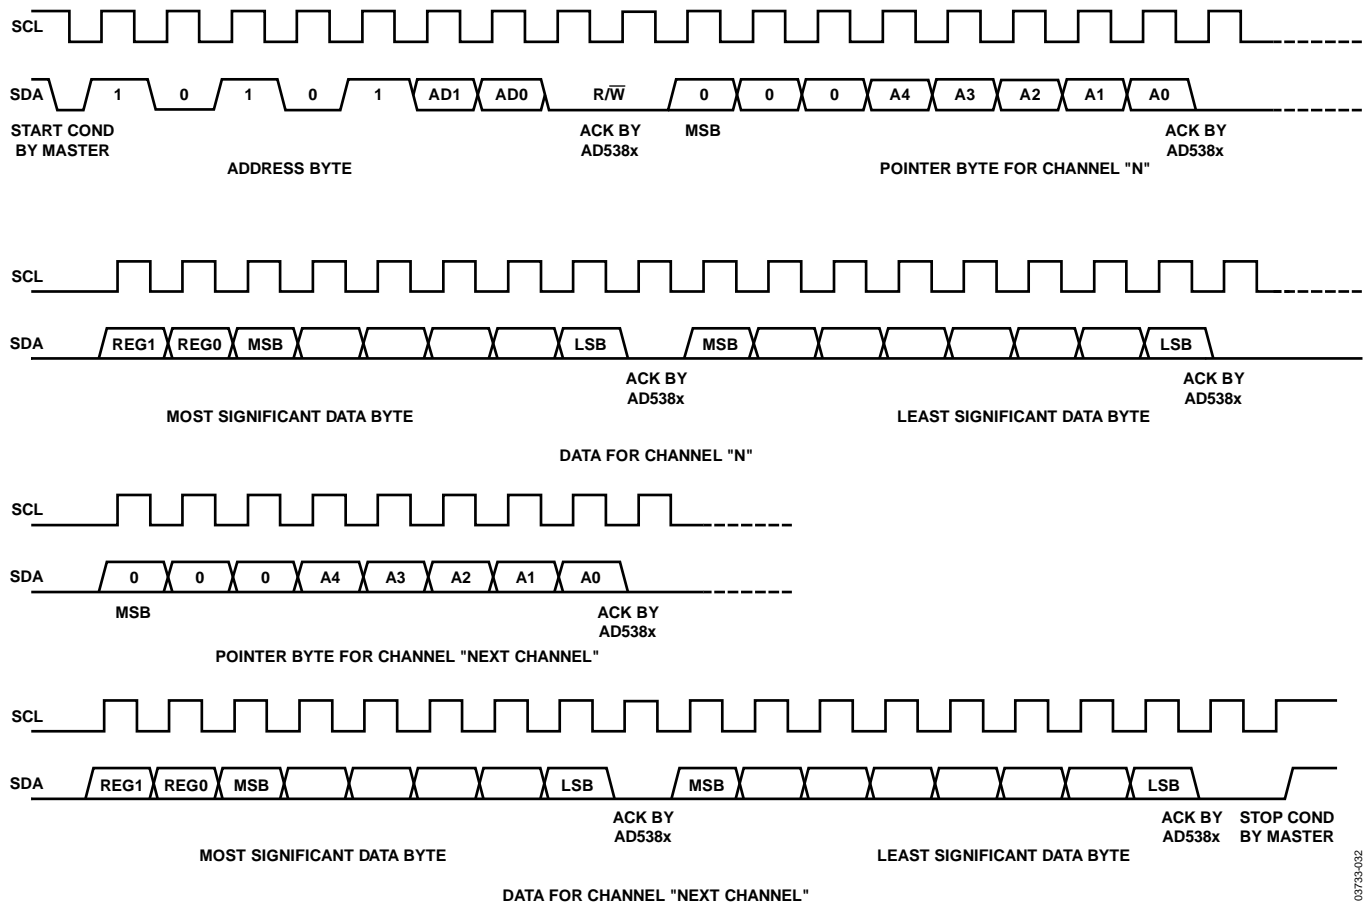 SCL
SDA 1 0 1 0 1 AD1 AD0 R/W̅ 0 0 0 A4 A3 A2 A1 A0
START COND BY MASTER
ACK BY AD538x
MSB
ACK BY AD538x
ADDRESS BYTE
POINTER BYTE FOR CHANNEL "N"
SCL
SDA REG1 REG0 MSB LSB MSB LSB
ACK BY AD538x
ACK BY AD538x
MOST SIGNIFICANT DATA BYTE
LEAST SIGNIFICANT DATA BYTE
DATA FOR CHANNEL "N"
SCL
SDA 0 0 0 A4 A3 A2 A1 A0
MSB
ACK BY AD538x
POINTER BYTE FOR CHANNEL "NEXT CHANNEL"
SCL
SDA REG1 REG0 MSB LSB MSB LSB
ACK BY AD538x
ACK BY AD538x
STOP COND BY MASTER
MOST SIGNIFICANT DATA BYTE
LEAST SIGNIFICANT DATA BYTE
DATA FOR CHANNEL "NEXT CHANNEL"
03733-032